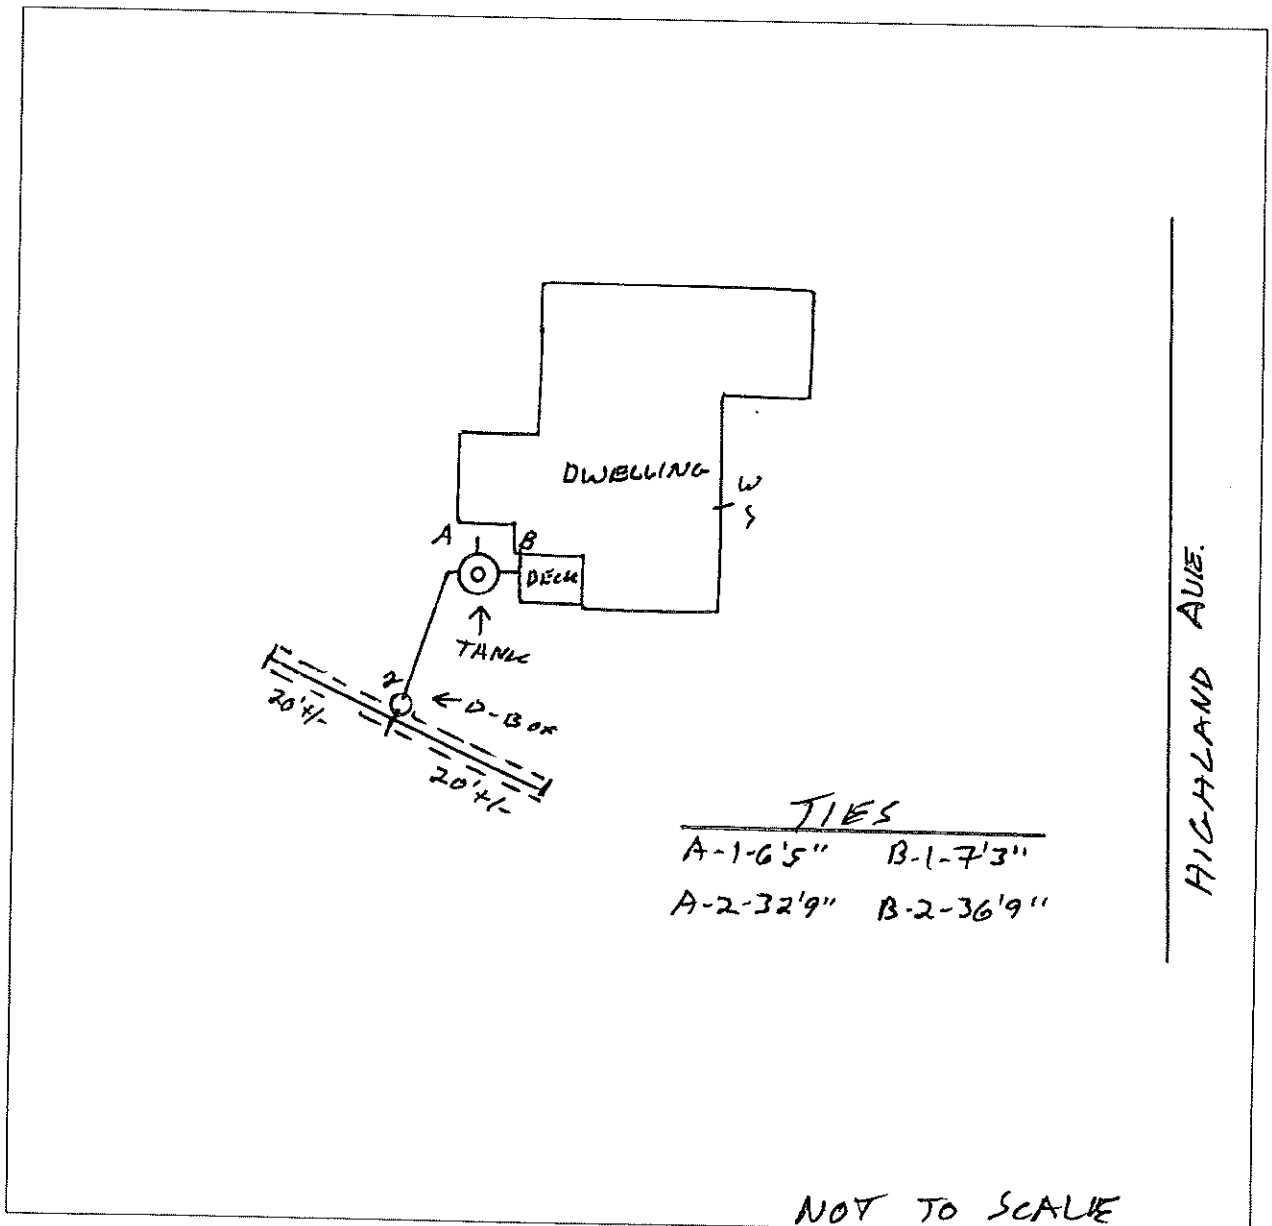 DWELLING
W
S
A
B
1
DECK
TANK
2
D-BOX
20'+/-
20'+/-
HIGHLAND AVE.
TIES
A-1-6'5" B-1-7'3"
A-2-32'9" B-2-36'9"
NOT TO SCALE